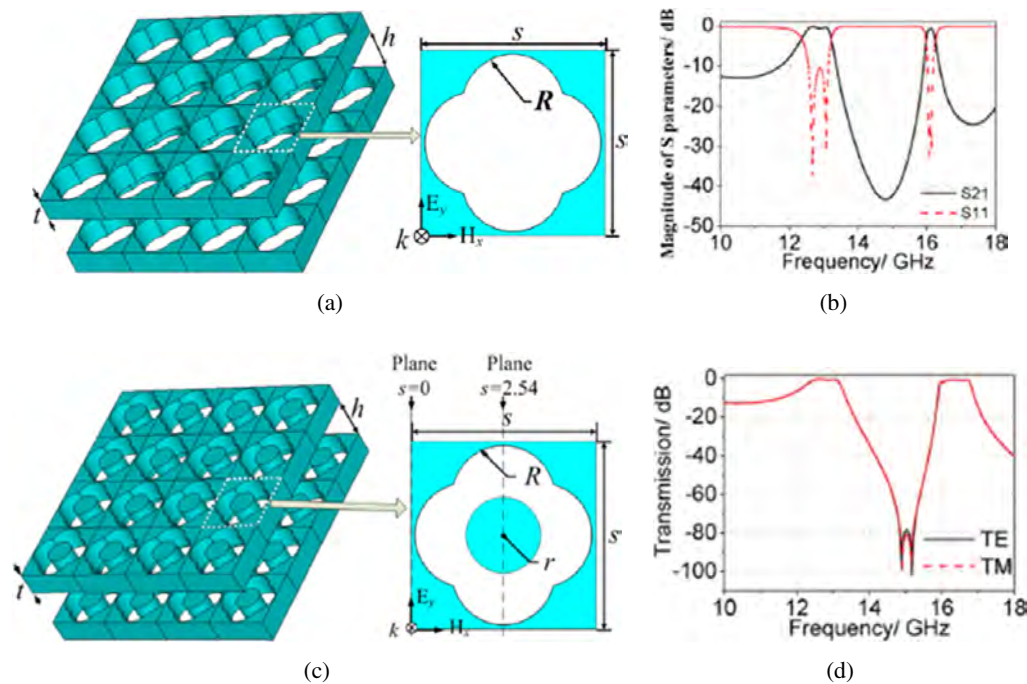 h
t
s
R
s
E_y
k
H_x
(a)
Magnitude of S parameters/ dB
0
-10
-20
-30
-40
-50
S21
S11
10
12
14
16
18
Frequency/ GHz
(b)
h
t
Plane
s=0
Plane
s=2.54
s
R
r
s
E_y
k
H_x
(c)
Transmission/ dB
0
-20
-40
-60
-80
-100
TE
TM
10
12
14
16
18
Frequency/ GHz
(d)